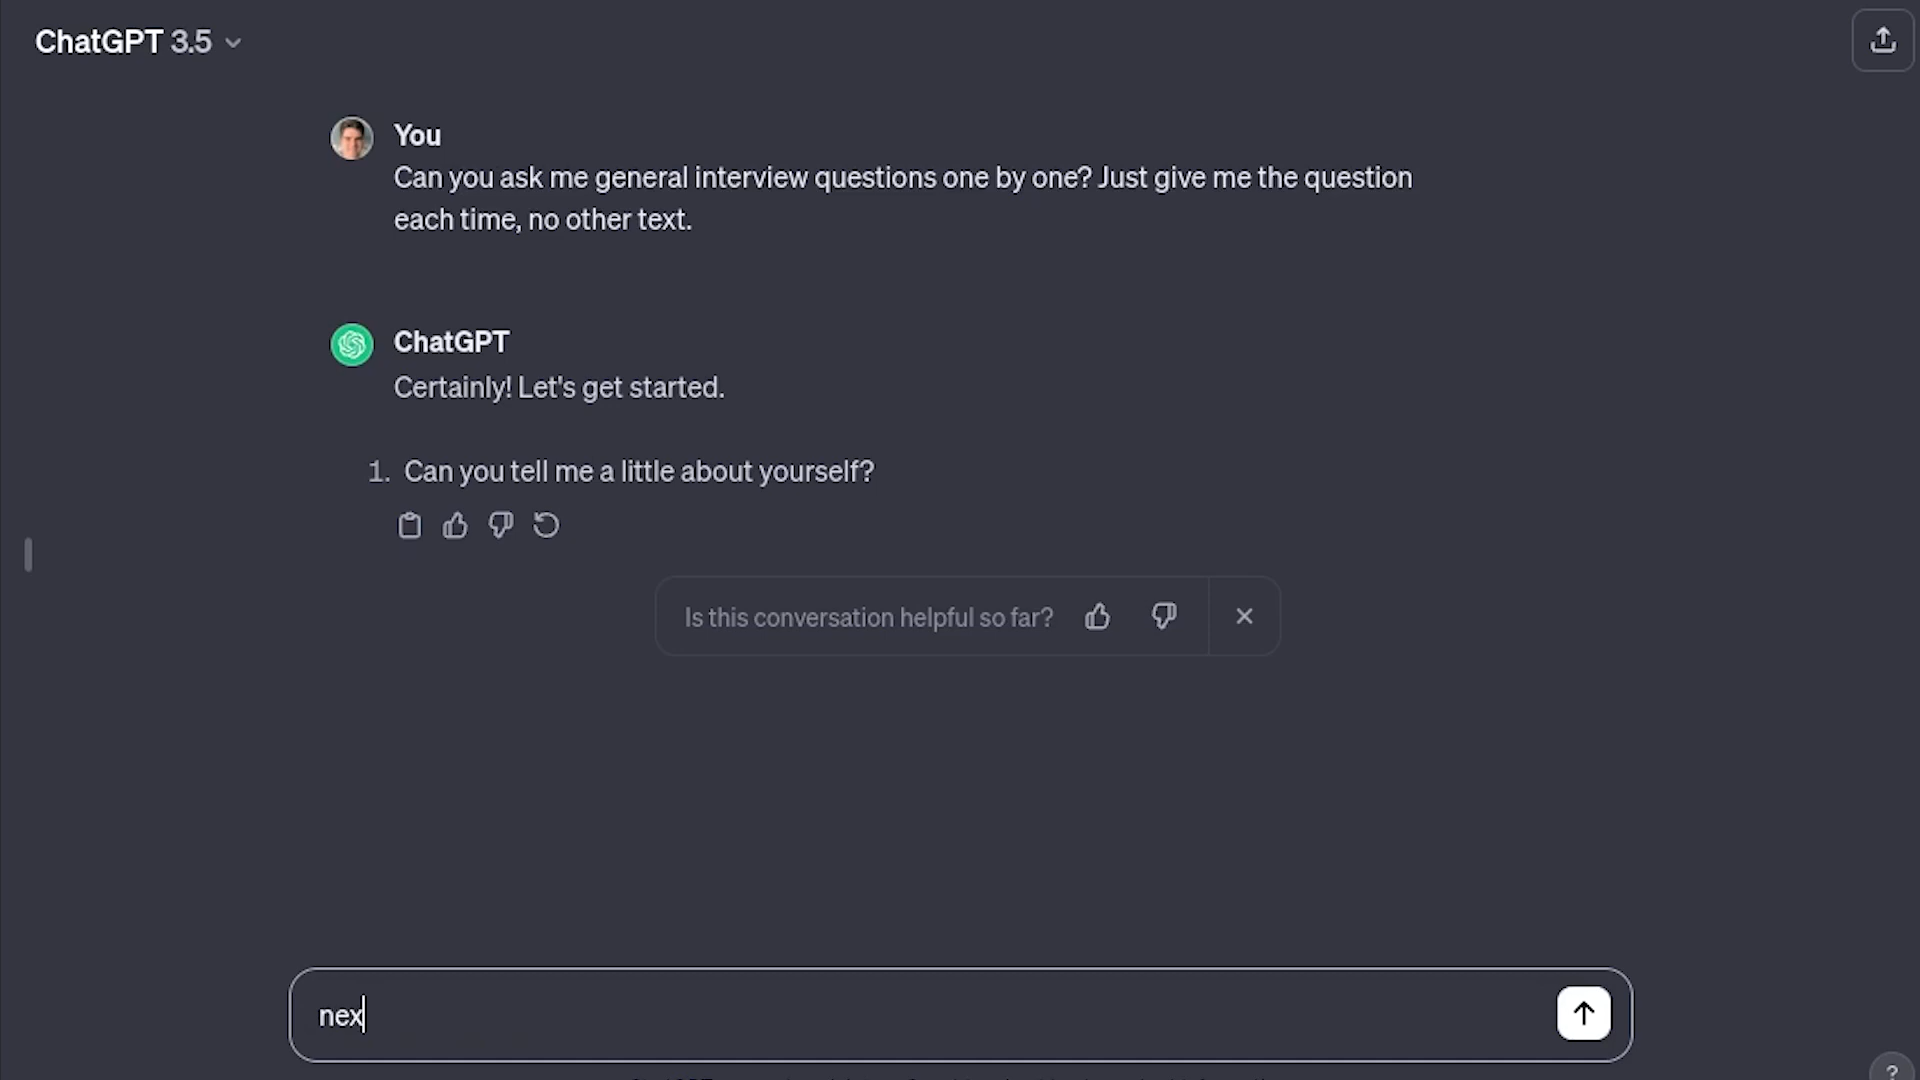 ChatGPT 3.5
You
Can you ask me general interview questions one by one? Just give me the question
each time, no other text.
ChatGPT
Certainly! Let's get started.
1. Can you tell me a little about yourself?
Is this conversation helpful so far?
nex
?